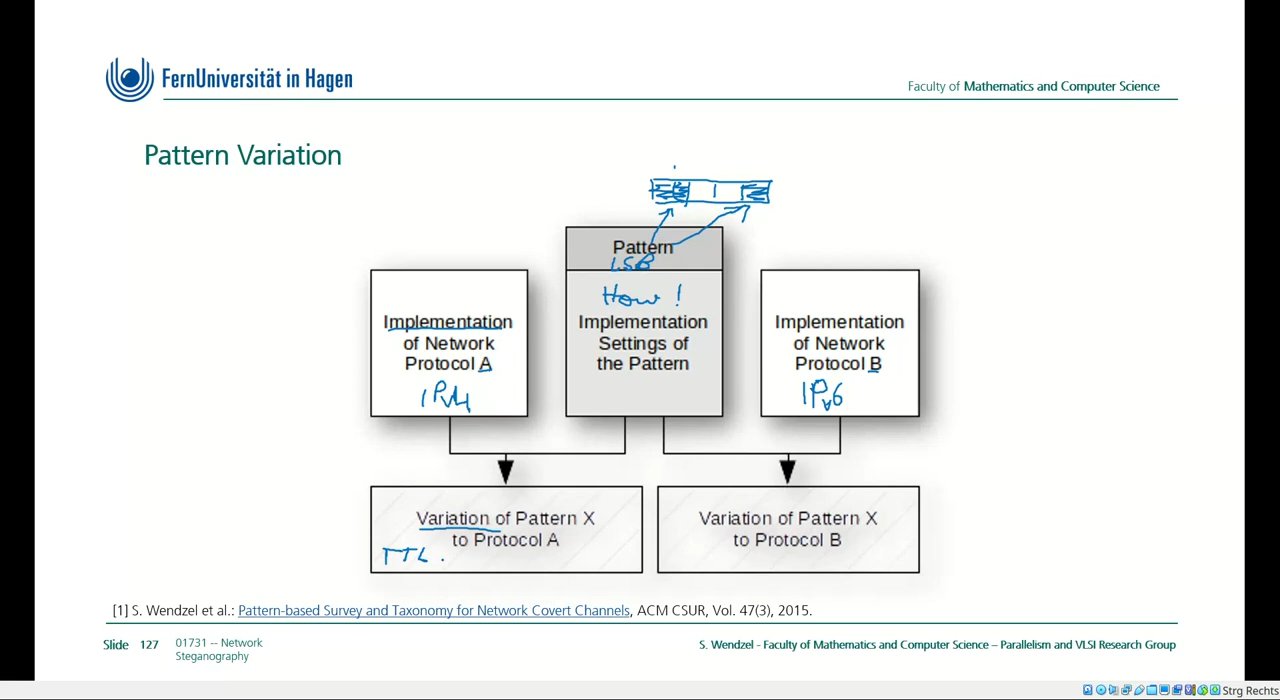 FernUniversität in Hagen
Faculty of Mathematics and Computer Science
Pattern Variation
Pattern
LSB
How !
Implementation
Settings of
the Pattern
Implementation
of Network
Protocol A
IPv4
Implementation
of Network
Protocol B
IPv6
Variation of Pattern X
to Protocol A
TTL .
Variation of Pattern X
to Protocol B
[1] S. Wendzel et al.: Pattern-based Survey and Taxonomy for Network Covert Channels, ACM CSUR, Vol. 47(3), 2015.
Slide 127
01731 -- Network
Steganography
S. Wendzel - Faculty of Mathematics and Computer Science – Parallelism and VLSI Research Group
Strg Rechts